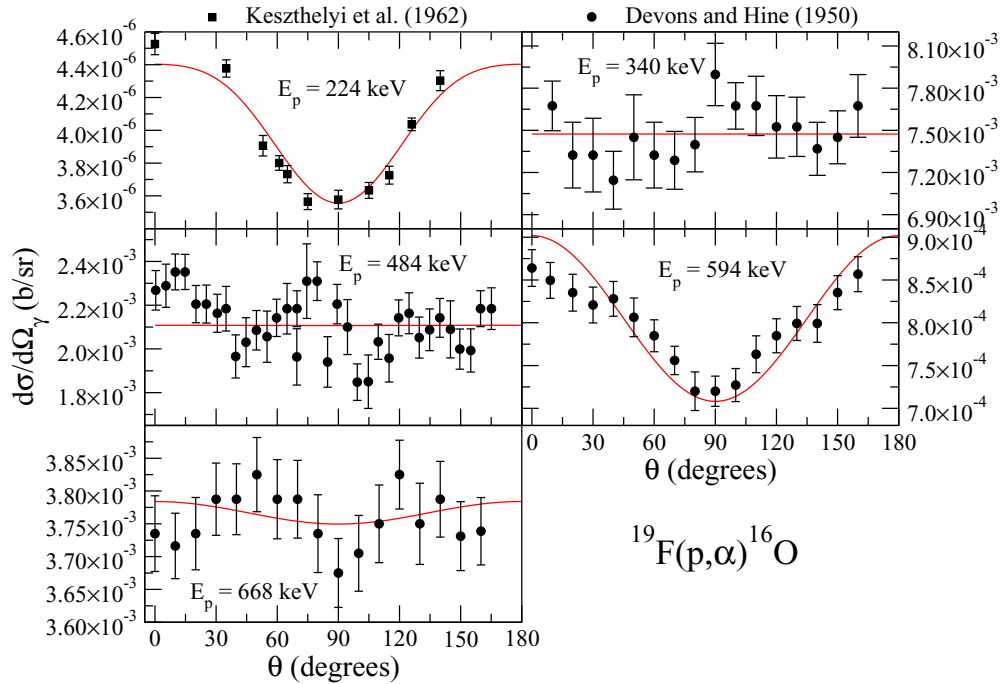 ■ Keszthelyi et al. (1962) ● Devons and Hine (1950)
4.6×10⁻⁶
4.4×10⁻⁶
4.2×10⁻⁶
4.0×10⁻⁶
3.8×10⁻⁶
3.6×10⁻⁶
E_p = 224 keV
E_p = 340 keV
8.10×10⁻³
7.80×10⁻³
7.50×10⁻³
7.20×10⁻³
6.90×10⁻³
dσ/dΩ_γ (b/sr)
2.4×10⁻³
2.2×10⁻³
2.0×10⁻³
1.8×10⁻³
E_p = 484 keV
E_p = 594 keV
9.0×10⁻⁴
8.5×10⁻⁴
8.0×10⁻⁴
7.5×10⁻⁴
7.0×10⁻⁴
0 30 60 90 120 150 180
θ (degrees)
3.85×10⁻³
3.80×10⁻³
3.75×10⁻³
3.70×10⁻³
3.65×10⁻³
3.60×10⁻³
E_p = 668 keV
0 30 60 90 120 150 180
θ (degrees)
¹⁹F(p,α)¹⁶O